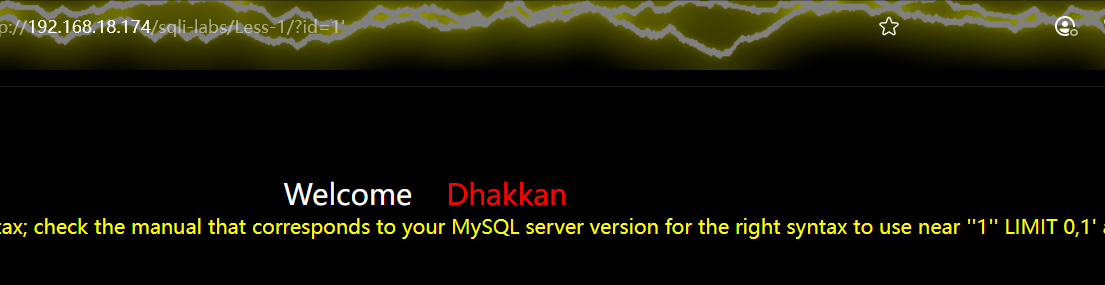 p://192.168.18.174/sqli-labs/Less-1/?id=1'
Welcome Dhakkan
tax; check the manual that corresponds to your MySQL server version for the right syntax to use near ''1'' LIMIT 0,1' a